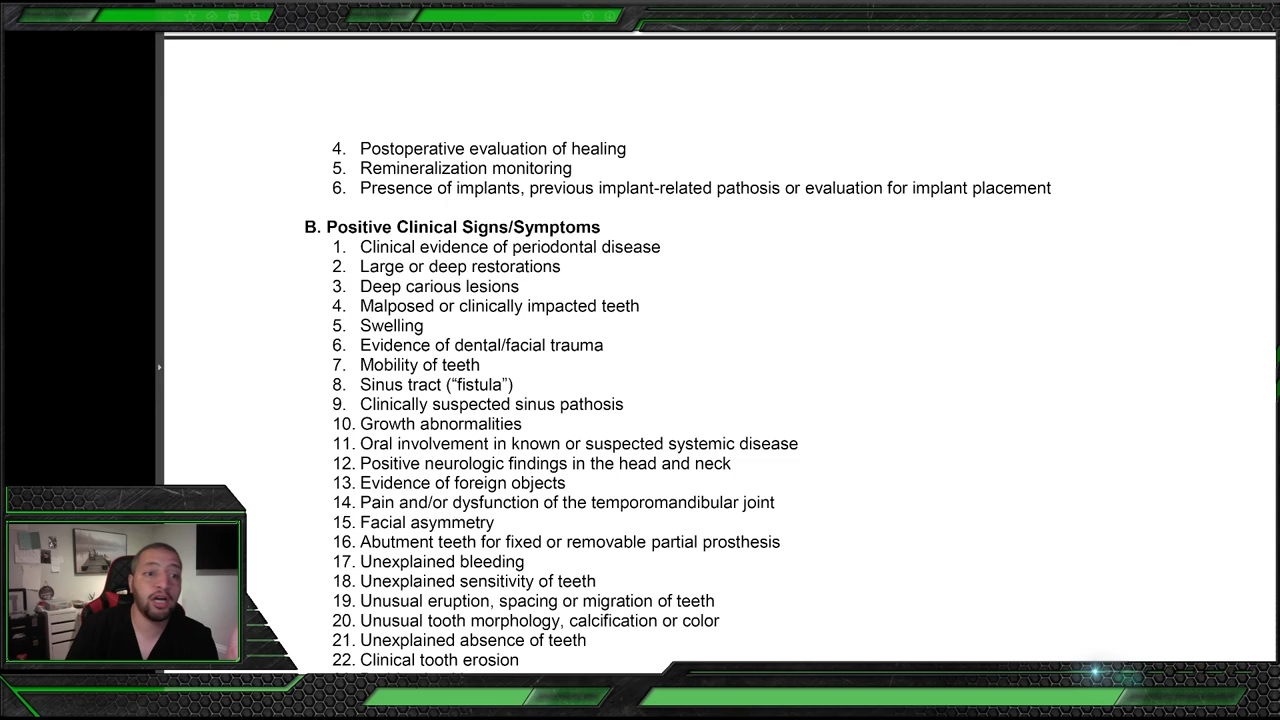 4. Postoperative evaluation of healing
5. Remineralization monitoring
6. Presence of implants, previous implant-related pathosis or evaluation for implant placement
B. Positive Clinical Signs/Symptoms
1. Clinical evidence of periodontal disease
2. Large or deep restorations
3. Deep carious lesions
4. Malposed or clinically impacted teeth
5. Swelling
6. Evidence of dental/facial trauma
7. Mobility of teeth
8. Sinus tract (“fistula”)
9. Clinically suspected sinus pathosis
10. Growth abnormalities
11. Oral involvement in known or suspected systemic disease
12. Positive neurologic findings in the head and neck
13. Evidence of foreign objects
14. Pain and/or dysfunction of the temporomandibular joint
15. Facial asymmetry
16. Abutment teeth for fixed or removable partial prosthesis
17. Unexplained bleeding
18. Unexplained sensitivity of teeth
19. Unusual eruption, spacing or migration of teeth
20. Unusual tooth morphology, calcification or color
21. Unexplained absence of teeth
22. Clinical tooth erosion